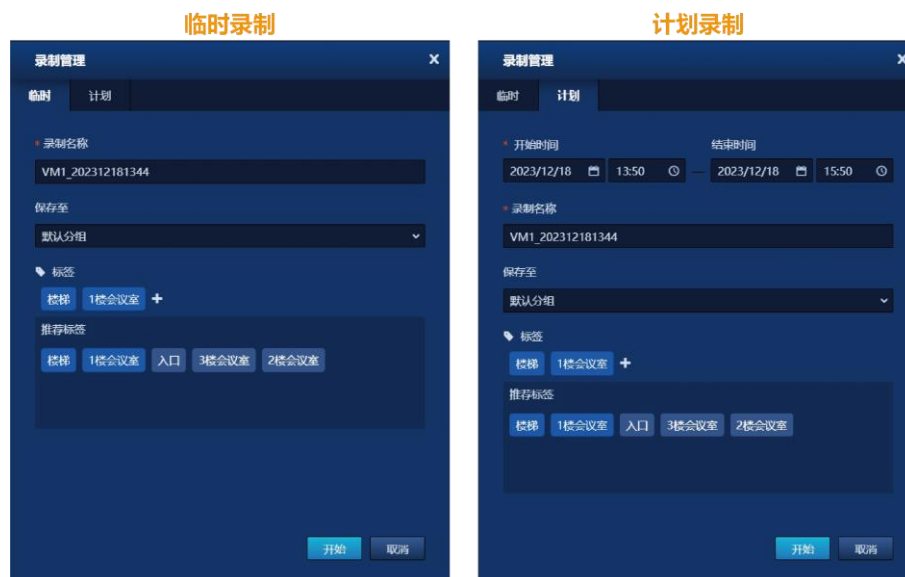 临时录制
录制管理
临时 计划
* 录制名称
VM1_202312181344
保存至
默认分组
标签
楼梯 1楼会议室 +
推荐标签
楼梯 1楼会议室 入口 3楼会议室 2楼会议室
开始 取消
计划录制
录制管理
临时 计划
* 开始时间 结束时间
2023/12/18 13:50 — 2023/12/18 15:50
* 录制名称
VM1_202312181344
保存至
默认分组
标签
楼梯 1楼会议室 +
推荐标签
楼梯 1楼会议室 入口 3楼会议室 2楼会议室
开始 取消